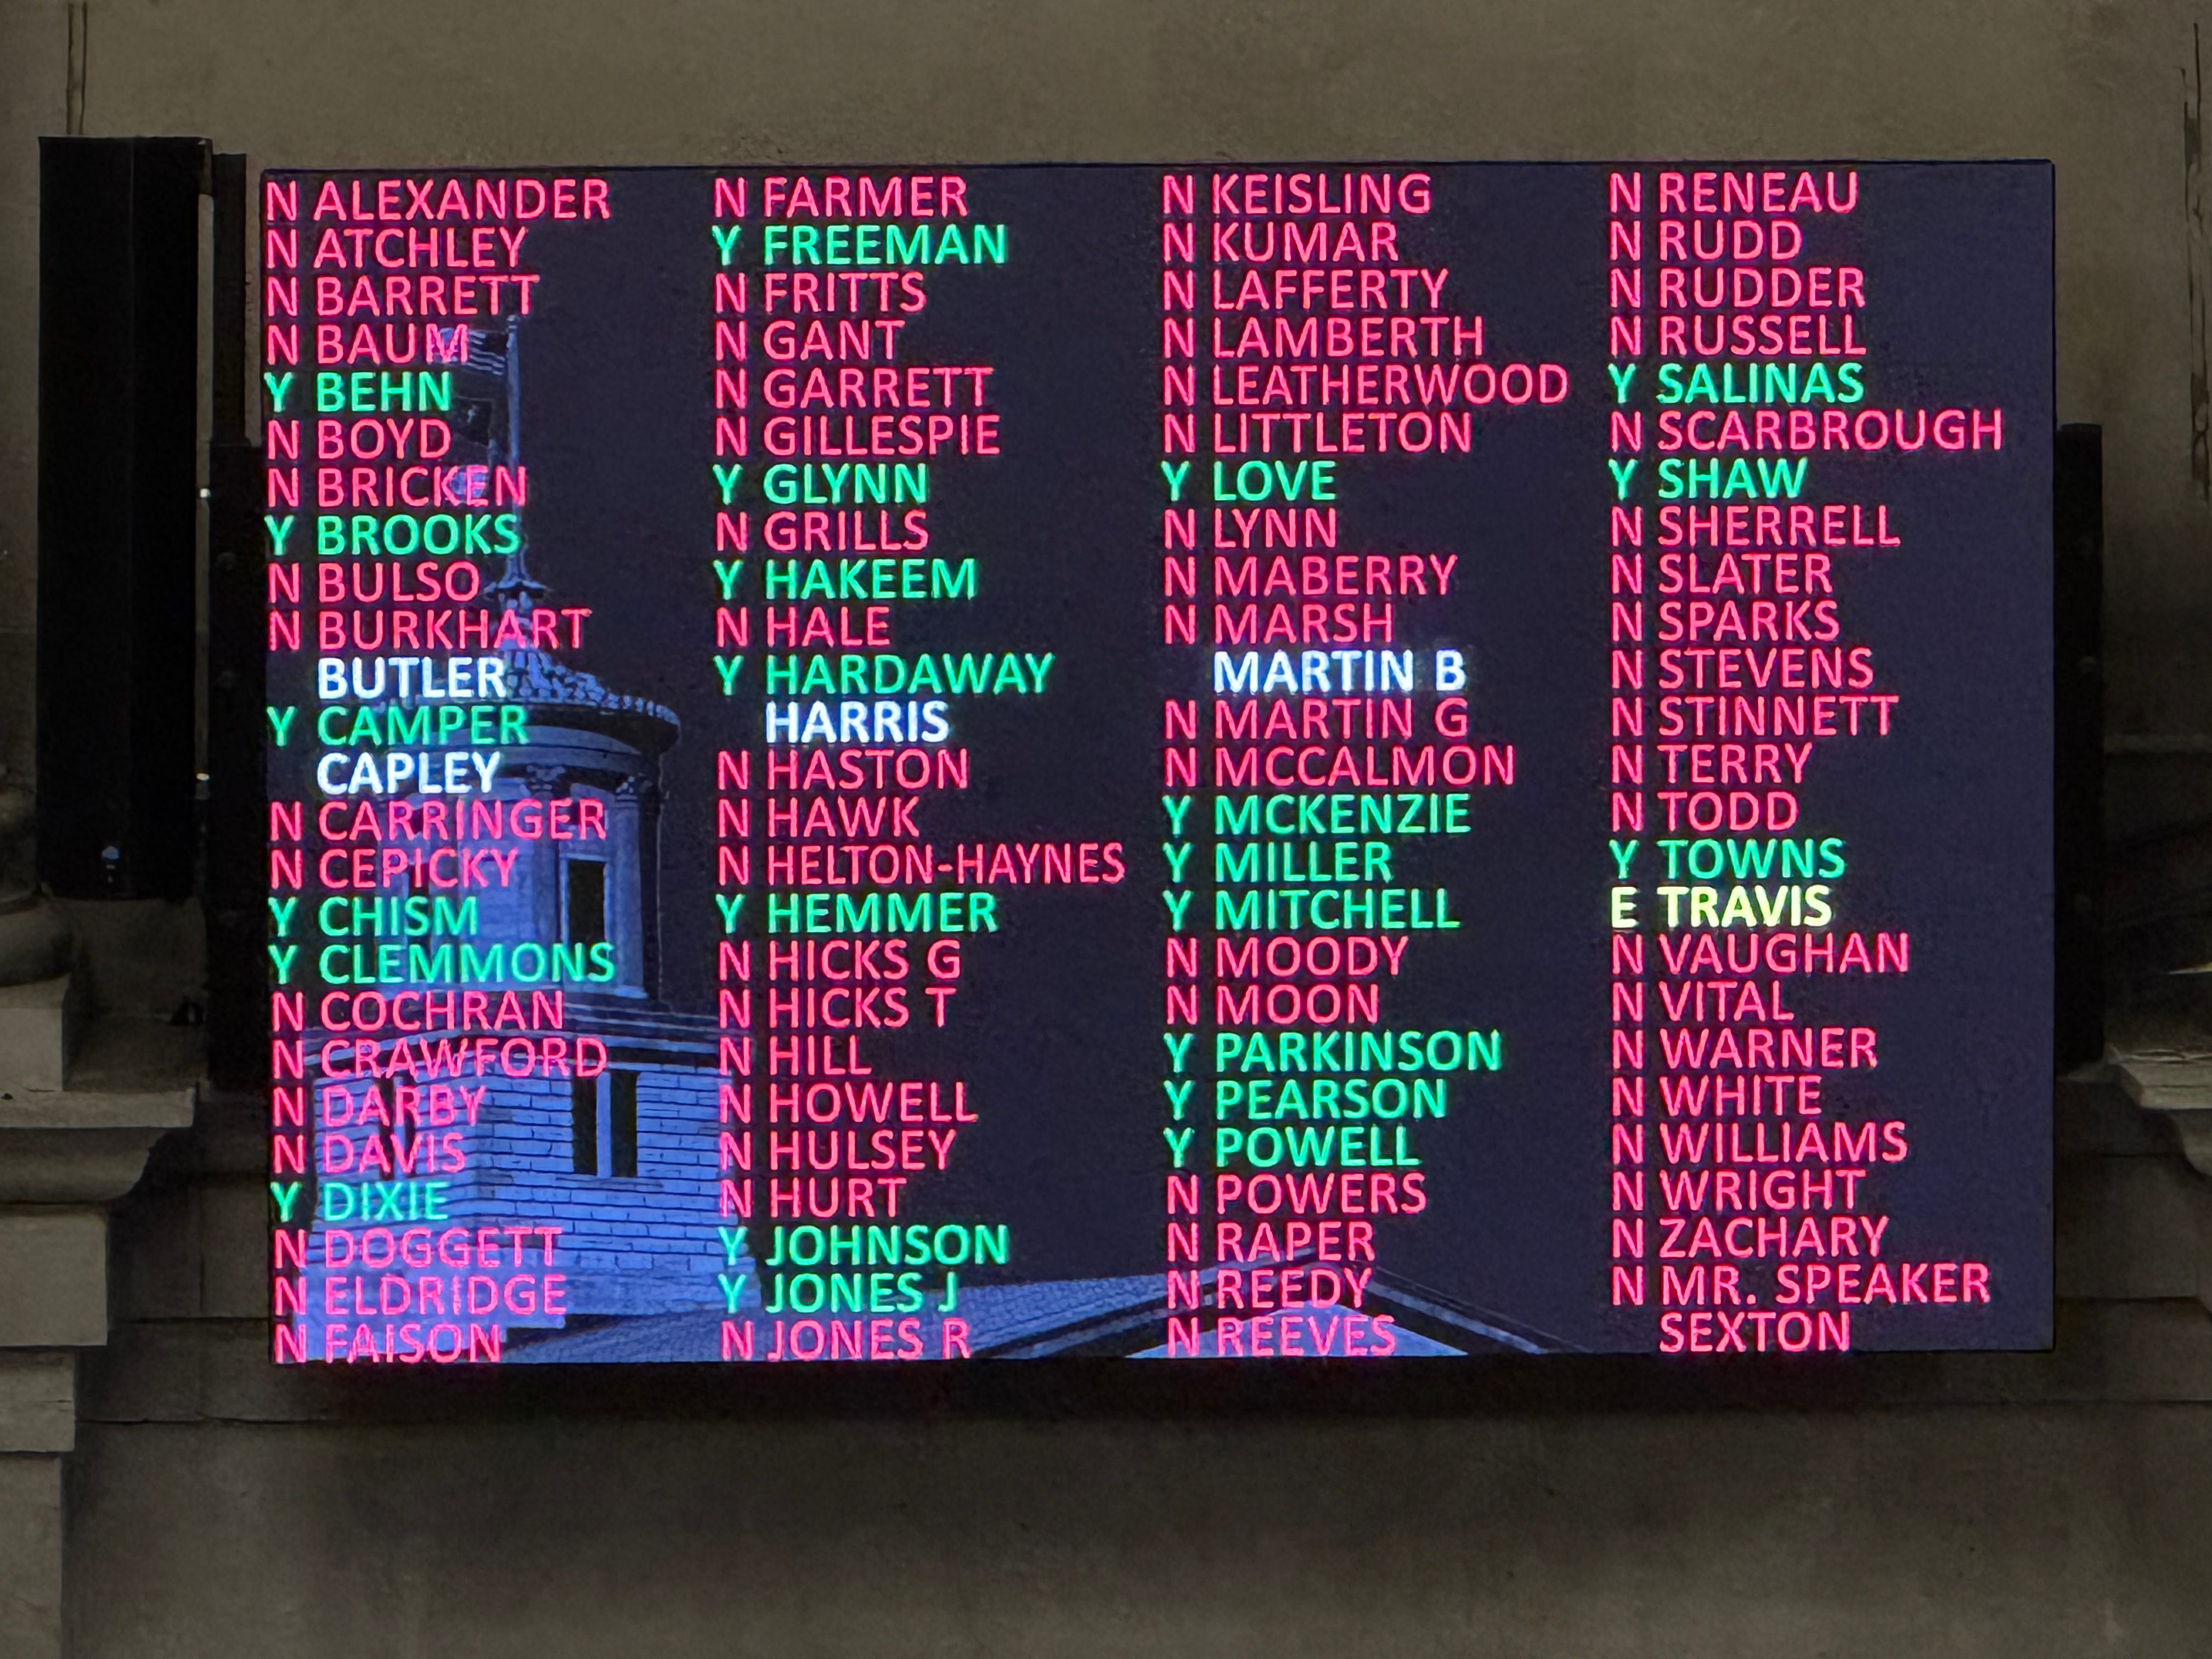 N ALEXANDER
N ATCHLEY
N BARRETT
N BAUM
Y BEHN
N BOYD
N BRICKEN
Y BROOKS
N BULSO
N BURKHART
BUTLER
Y CAMPER
CAPLEY
N CARRINGER
N CEPICKY
Y CHISM
Y CLEMMONS
N COCHRAN
N CRAWFORD
N DARBY
N DAVIS
Y DIXIE
N DOGGETT
N ELDRIDGE
N FAISON
N FARMER
Y FREEMAN
N FRITTS
N GANT
N GARRETT
N GILLESPIE
Y GLYNN
N GRILLS
Y HAKEEM
N HALE
Y HARDAWAY
HARRIS
N HASTON
N HAWK
N HELTON-HAYNES
Y HEMMER
N HICKS G
N HICKS T
N HILL
N HOWELL
N HULSEY
N HURT
Y JOHNSON
Y JONES J
N JONES R
N KEISLING
N KUMAR
N LAFFERTY
N LAMBERTH
N LEATHERWOOD
N LITTLETON
Y LOVE
N LYNN
N MABERRY
N MARSH
MARTIN B
N MARTIN G
N MCCALMON
Y MCKENZIE
Y MILLER
Y MITCHELL
N MOODY
N MOON
Y PARKINSON
Y PEARSON
Y POWELL
N POWERS
N RAPER
N REEDY
N REEVES
N RENEAU
N RUDD
N RUDDER
N RUSSELL
Y SALINAS
N SCARBROUGH
Y SHAW
N SHERRELL
N SLATER
N SPARKS
N STEVENS
N STINNETT
N TERRY
N TODD
Y TOWNS
E TRAVIS
N VAUGHAN
N VITAL
N WARNER
N WHITE
N WILLIAMS
N WRIGHT
N ZACHARY
N MR. SPEAKER
SEXTON